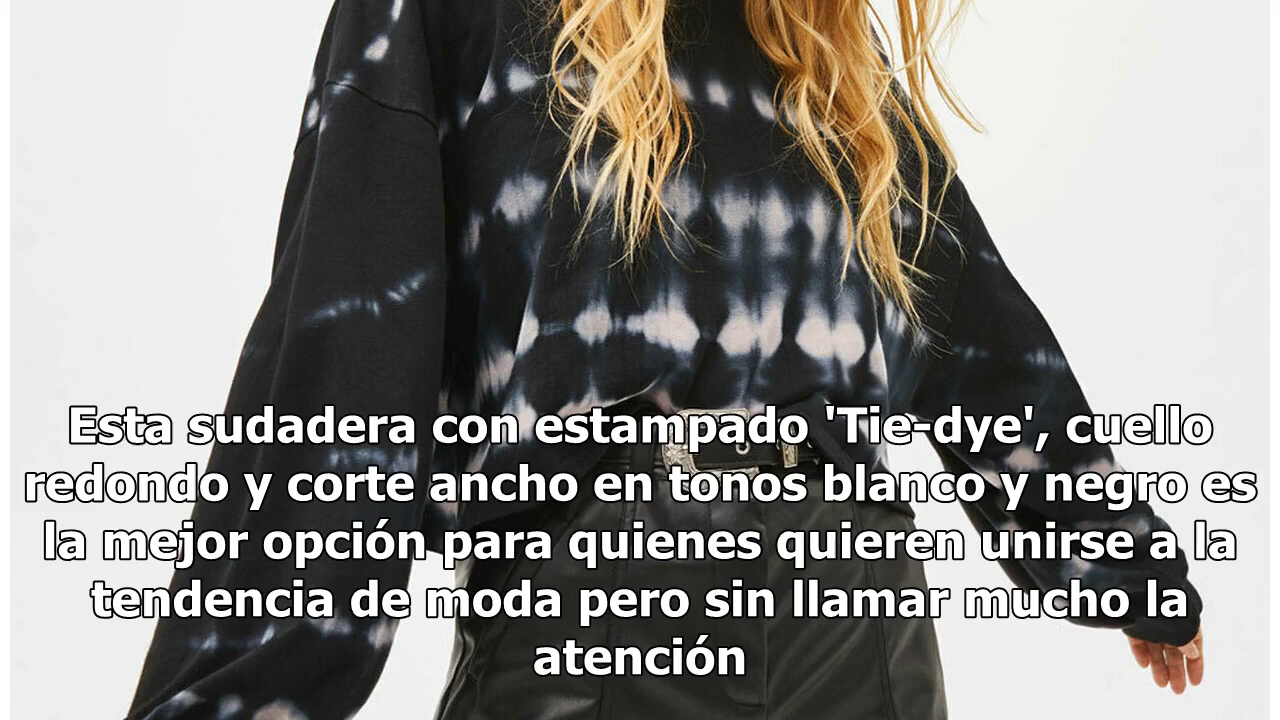 Esta sudadera con estampado 'Tie-dye', cuello
redondo y corte ancho en tonos blanco y negro es
la mejor opción para quienes quieren unirse a la
tendencia de moda pero sin llamar mucho la
atención